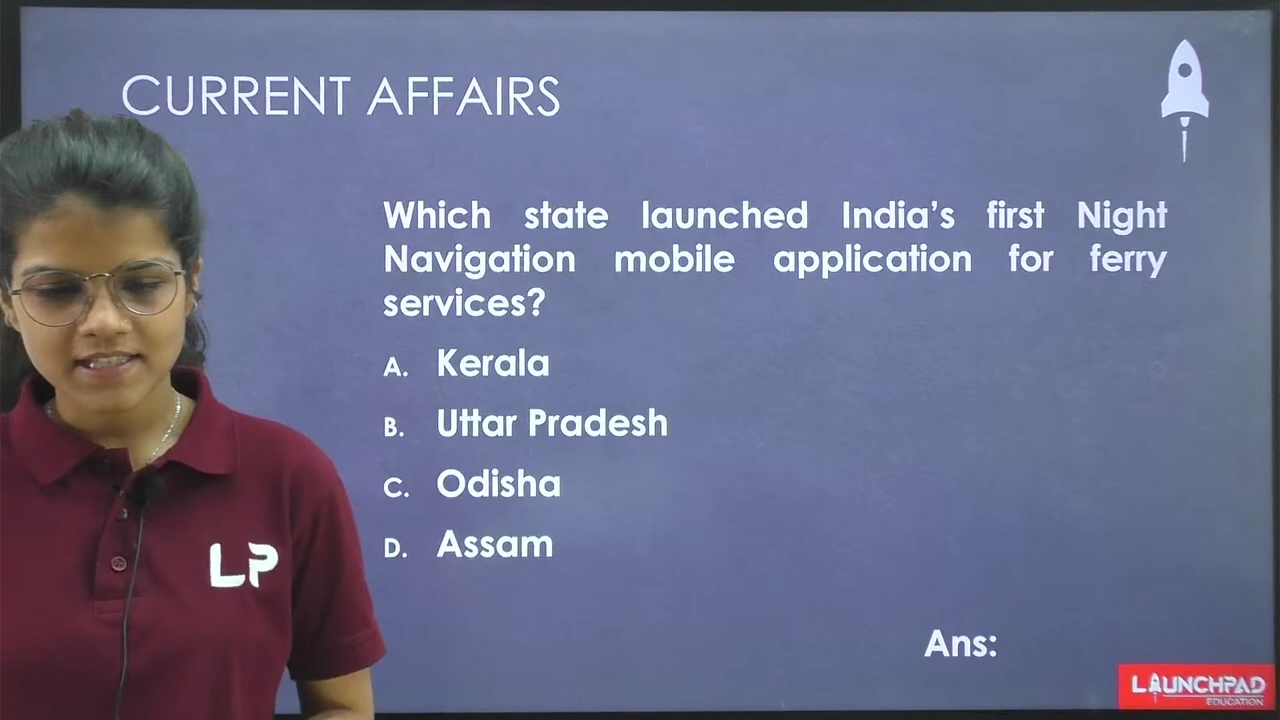 CURRENT AFFAIRS
Which state launched India's first Night
Navigation mobile application for ferry
services?
A. Kerala
B. Uttar Pradesh
C. Odisha
D. Assam
Ans:
LP
LAUNCHPAD
EDUCATION